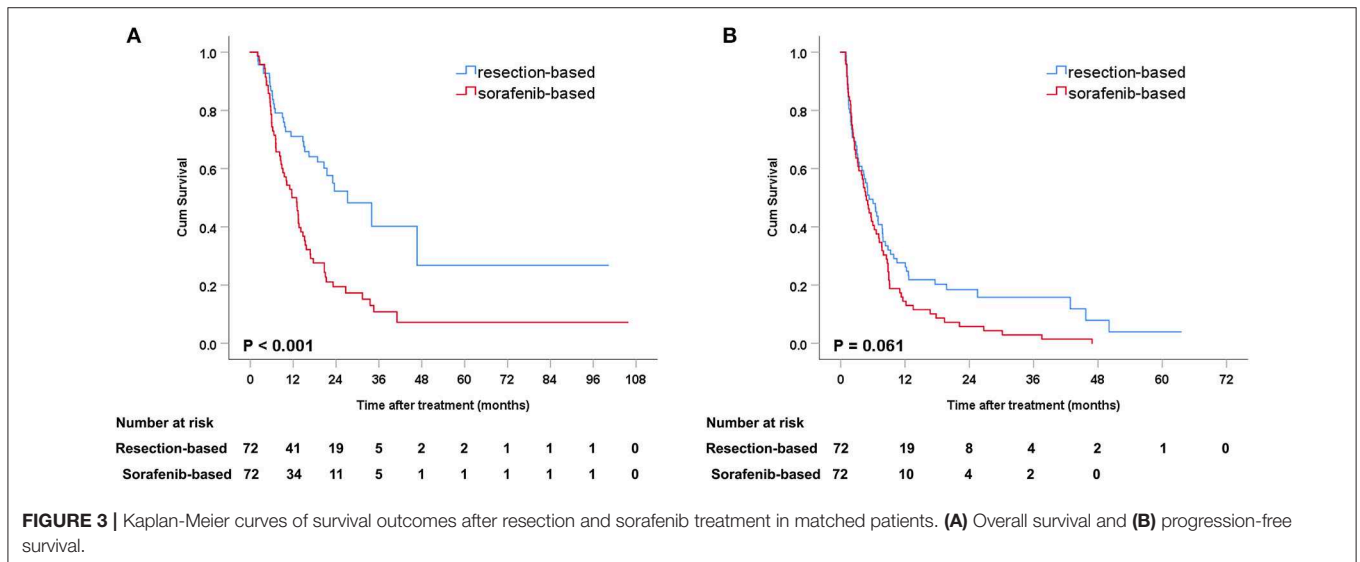 A
B
1.0
0.8
0.6
0.4
0.2
0.0
Cum Survival
resection-based
sorafenib-based
P < 0.001
0 12 24 36 48 60 72 84 96 108
Time after treatment (months)
Number at risk
Resection-based 72 41 19 5 2 2 1 1 1 0
Sorafenib-based 72 34 11 5 1 1 1 1 1 0
1.0
0.8
0.6
0.4
0.2
0.0
Cum Survival
resection-based
sorafenib-based
P = 0.061
0 12 24 36 48 60 72
Time after treatment (months)
Number at risk
Resection-based 72 19 8 4 2 1 0
Sorafenib-based 72 10 4 2 0
FIGURE 3 | Kaplan-Meier curves of survival outcomes after resection and sorafenib treatment in matched patients. (A) Overall survival and (B) progression-free
survival.